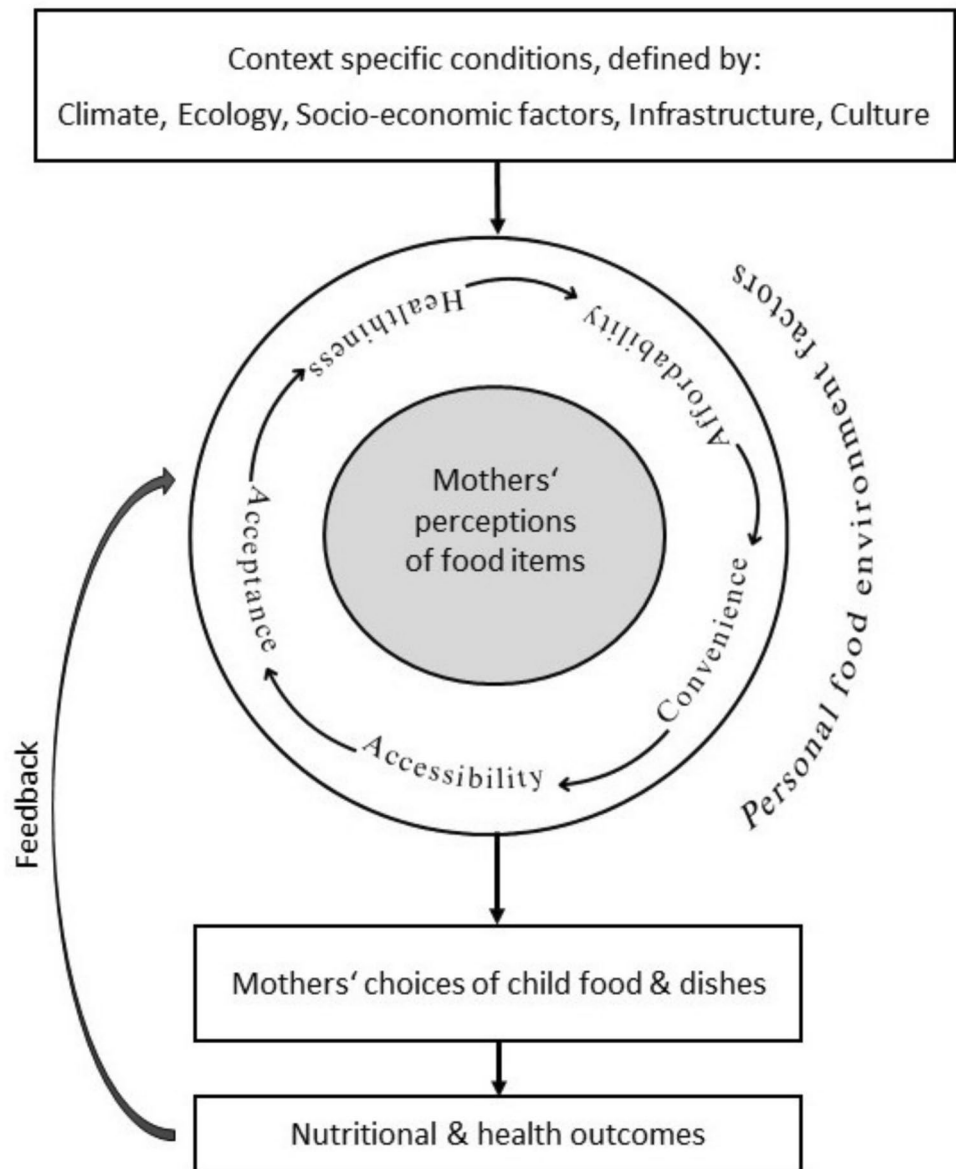 Context specific conditions, defined by:
Climate, Ecology, Socio-economic factors, Infrastructure, Culture
Healthiness
Affordability
Convenience
Accessibility
Acceptance
Personal food environment factors
Mothers‘
perceptions
of food items
Feedback
Mothers‘ choices of child food & dishes
Nutritional & health outcomes